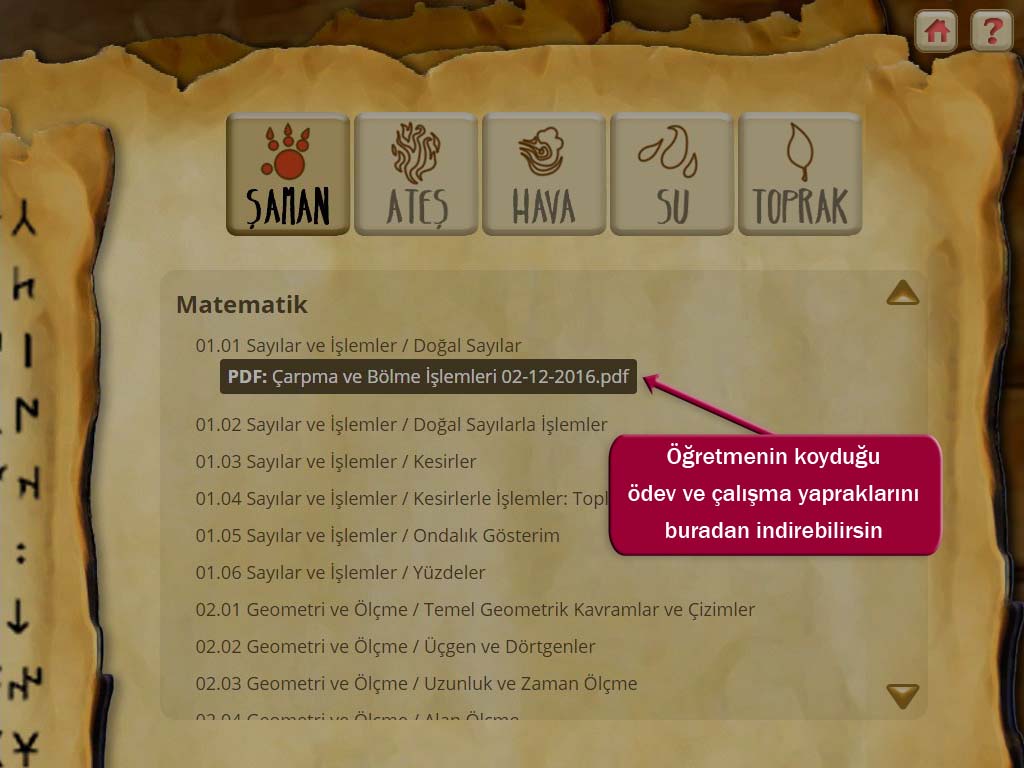 ŞAMAN
ATEŞ
HAVA
SU
TOPRAK
Matematik
01.01 Sayılar ve İşlemler / Doğal Sayılar
PDF: Çarpma ve Bölme İşlemleri 02-12-2016.pdf
01.02 Sayılar ve İşlemler / Doğal Sayılarla İşlemler
01.03 Sayılar ve İşlemler / Kesirler
01.04 Sayılar ve İşlemler / Kesirlerle İşlemler:
01.05 Sayılar ve İşlemler / Ondalık Gösterim
01.06 Sayılar ve İşlemler / Yüzdeler
02.01 Geometri ve Ölçme / Temel Geometrik Kavramlar ve Çizimler
02.02 Geometri ve Ölçme / Üçgen ve Dörtgenler
02.03 Geometri ve Ölçme / Uzunluk ve Zaman Ölçme
02.04 Geometri ve Ölçme / Alan Ölçme
Öğretmenin koyduğu
ödev ve çalışma yapraklarını
buradan indirebilirsin
?